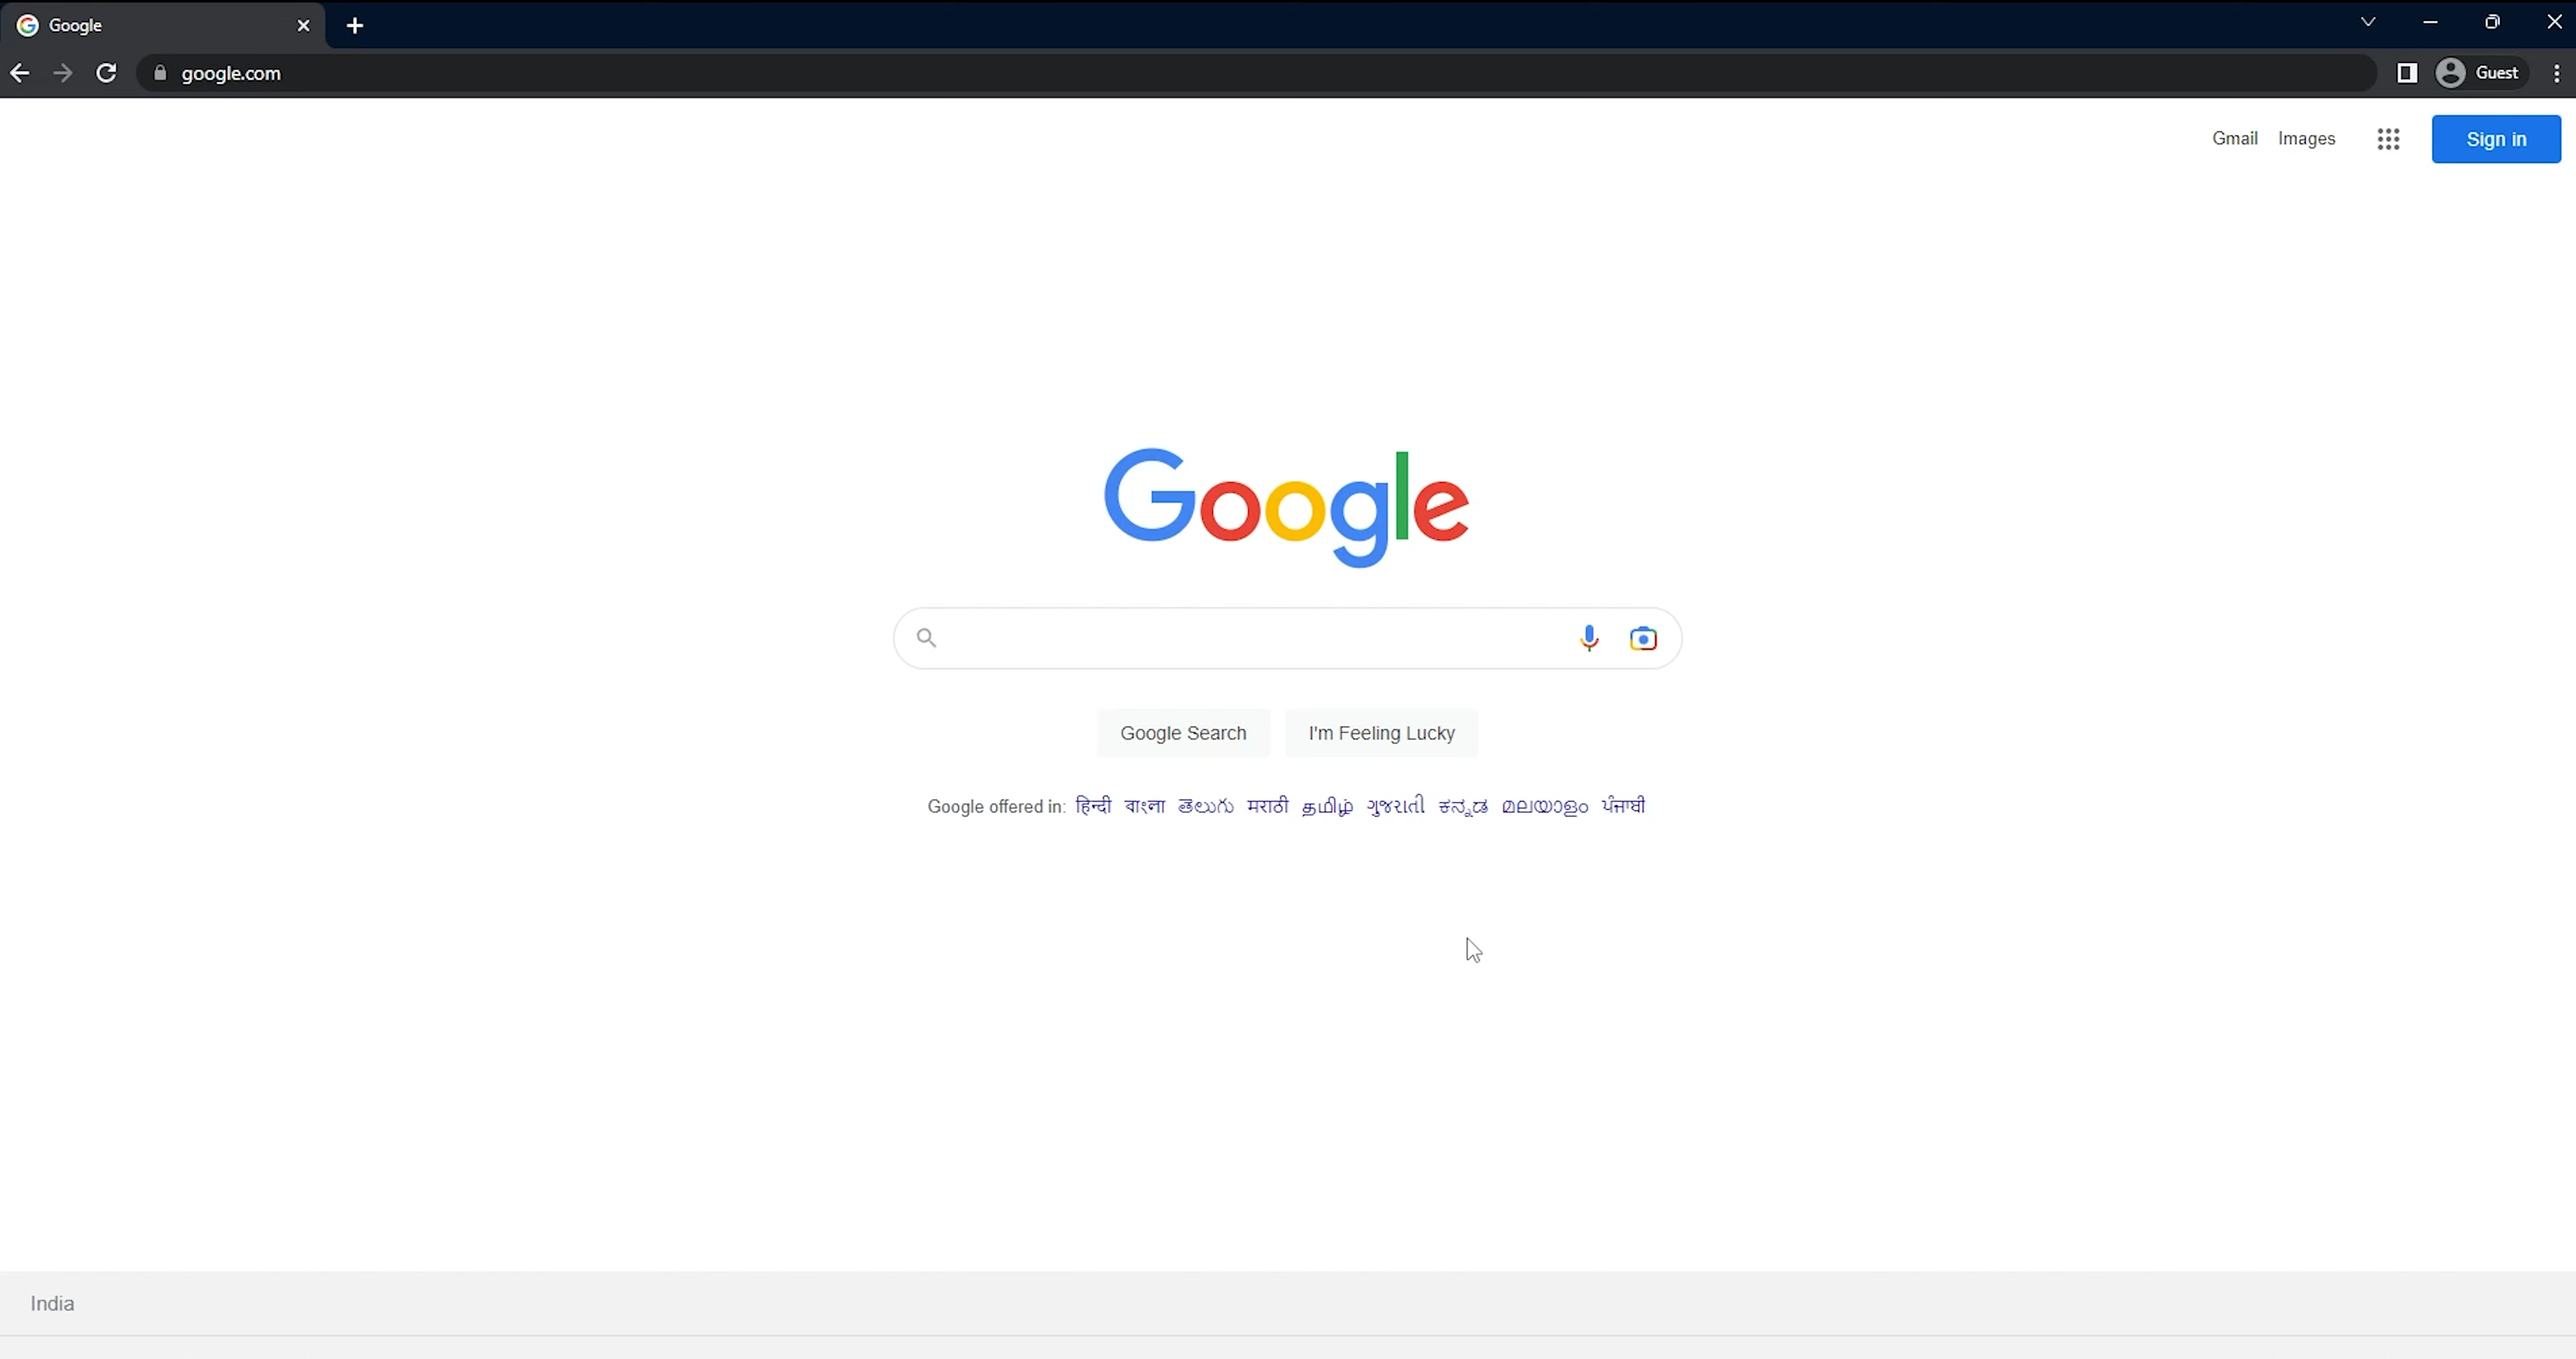 Google
google.com
Guest
Gmail Images
Sign in
Google
Google Search I'm Feeling Lucky
Google offered in: हिन्दी বাংলা తెలుగు मराठी தமிழ் ગુજરાતી ಕನ್ನಡ മലയാളം ਪੰਜਾਬੀ
India